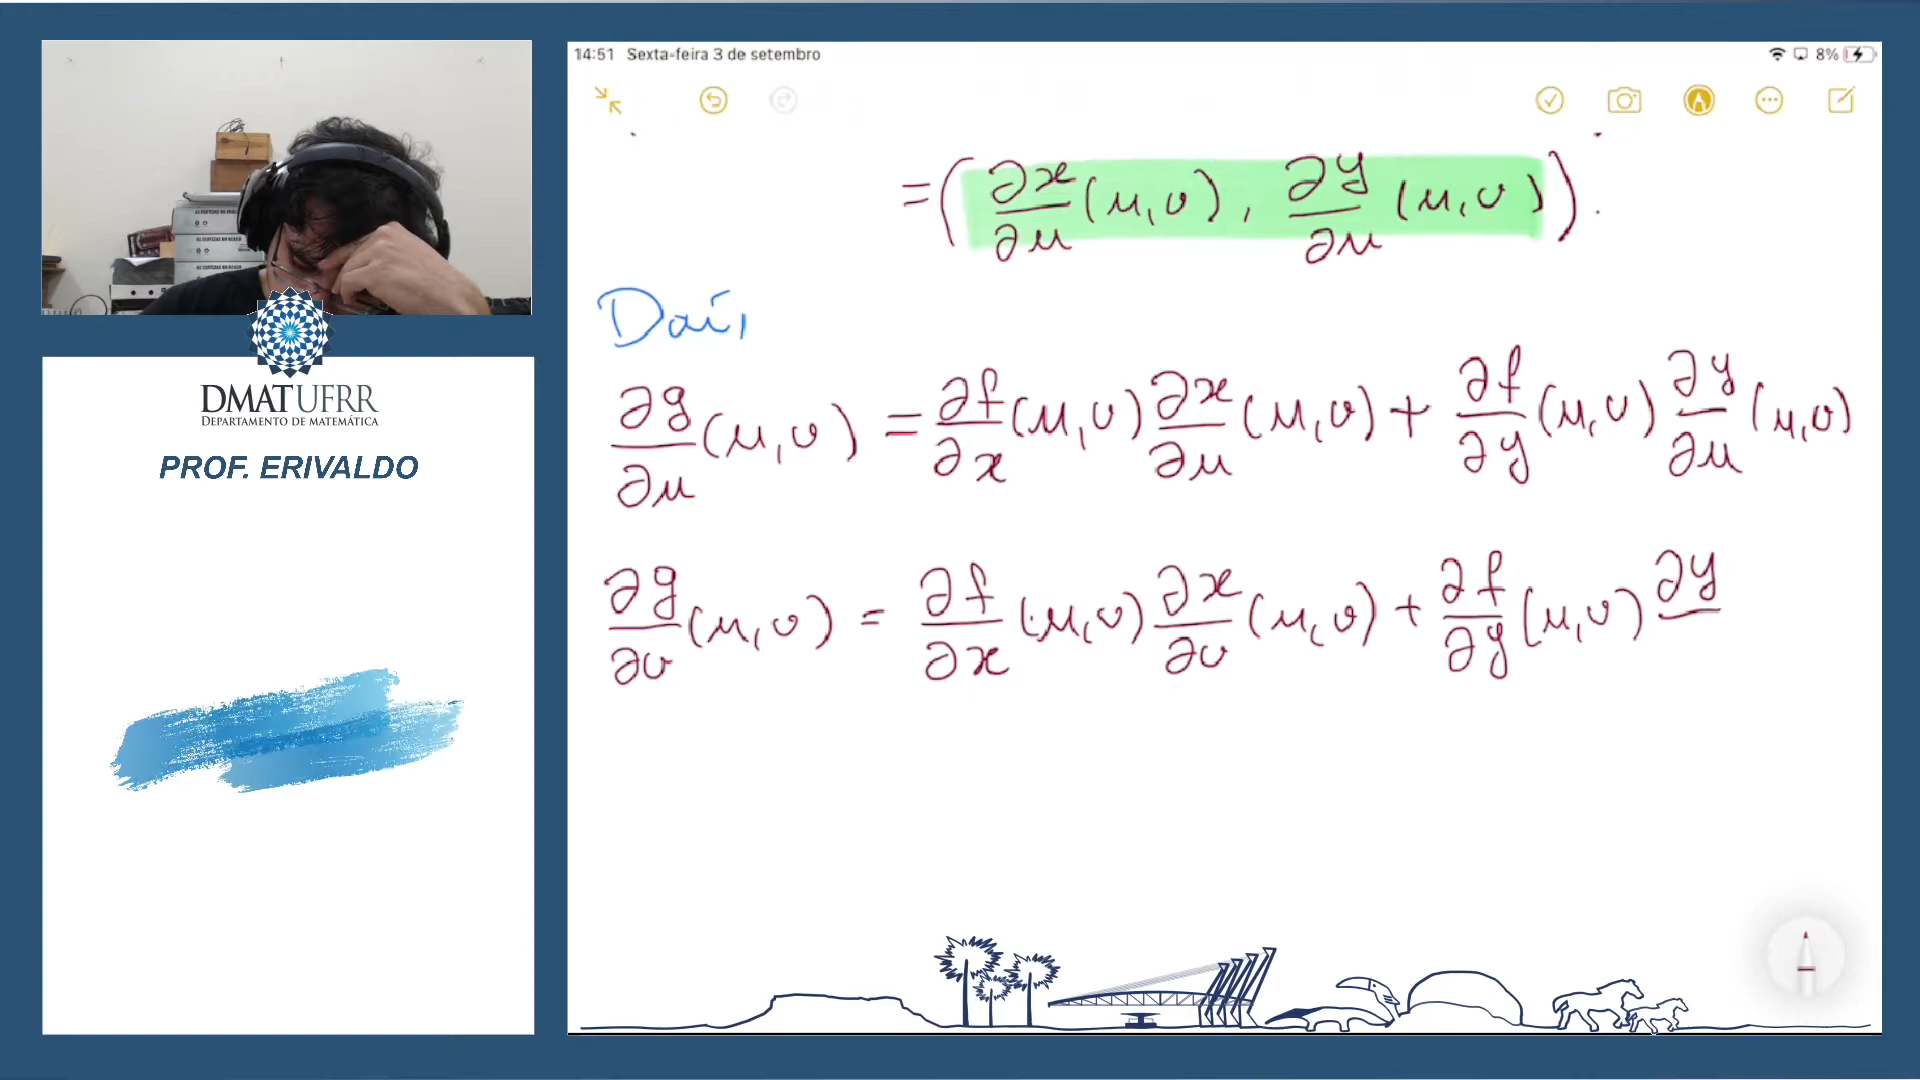 14:51 Sexta-feira 3 de setembro 8%
=(∂x/∂u (u,v), ∂y/∂u (u,v)).
Daí,
∂g/∂u (u,v) = ∂f/∂x (u,v) ∂x/∂u (u,v) + ∂f/∂y (u,v) ∂y/∂u (u,v)
∂g/∂v (u,v) = ∂f/∂x (u,v) ∂x/∂v (u,v) + ∂f/∂y (u,v) ∂y/
DMATUFRR
DEPARTAMENTO DE MATEMÁTICA
PROF. ERIVALDO